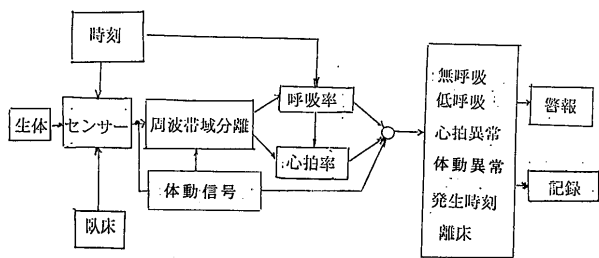 時刻
生体
センサー
周波帯域分離
呼吸率
心拍率
体動信号
臥床
無呼吸
低呼吸
心拍異常
体動異常
発生時刻
離床
警報
記録